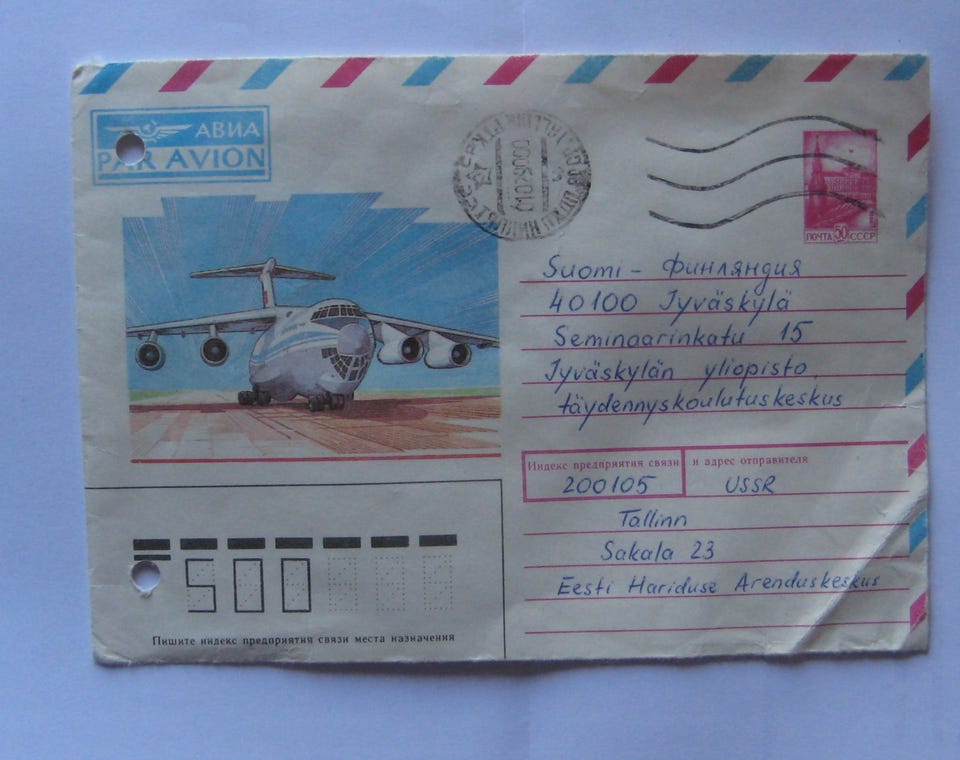 АВИА
PAR AVION
TALLINN
ПОЧТА 50 СССР
Suomi - Финляндия
40100 Jyväskylä
Seminaarinkatu 15
Jyväskylän yliopisto,
täydennyskoulutuskeskus
Индекс предприятия связи и адрес отправителя
200105 USSR
Tallinn
Sakala 23
Eesti Hariduse Arenduskeskus
500
Пишите индекс предприятия связи места назначения